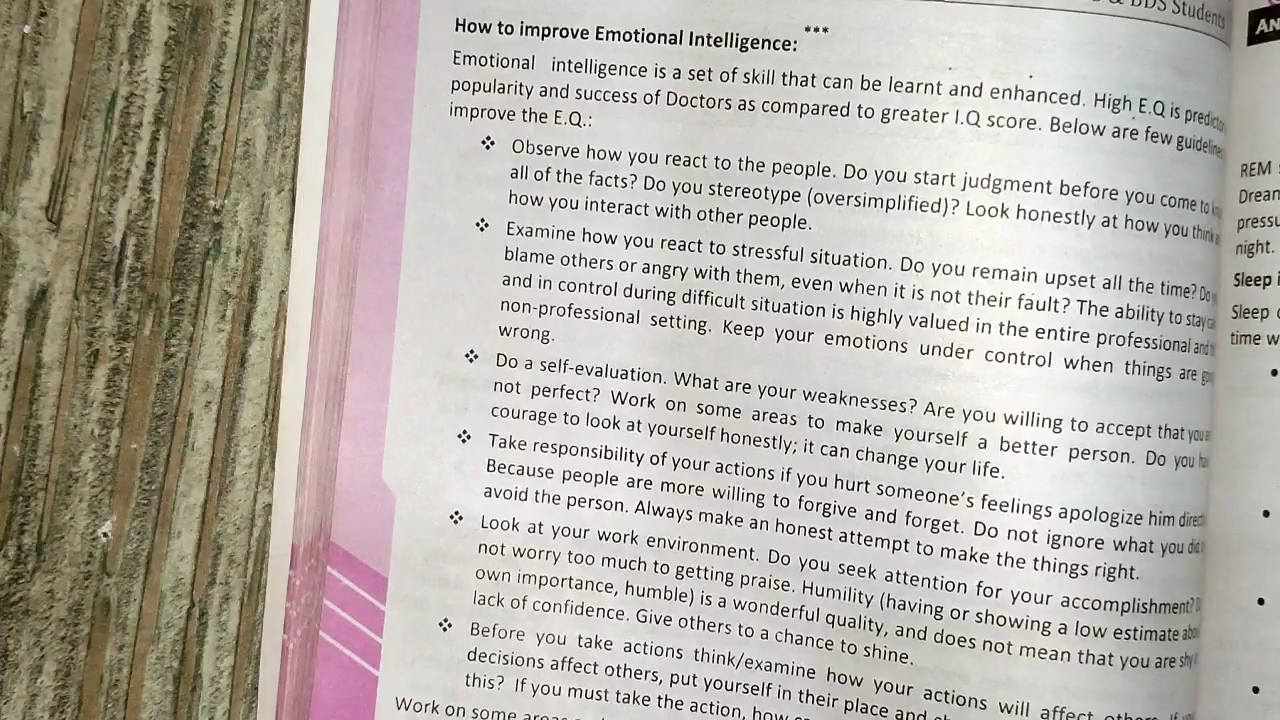 & BDS Students
***
How to improve Emotional Intelligence:
Emotional intelligence is a set of skill that can be learnt and enhanced. High E.Q is
popularity and success of Doctors as compared to greater I.Q score. Below are few
improve the E.Q.:
❖ Observe how you react to the people. Do you start judgment before you come to
all of the facts? Do you stereotype (oversimplified)? Look honestly at how you think
how you interact with other people.
❖ Examine how you react to stressful situation. Do you remain upset all the time?
blame others or angry with them, even when it is not their fault? The ability to stay
and in control during difficult situation is highly valued in the entire professional and
non-professional setting. Keep your emotions under control when things are
wrong.
❖ Do a self-evaluation. What are your weaknesses? Are you willing to accept that
not perfect? Work on some areas to make yourself a better person. Do you
courage to look at yourself honestly; it can change your life.
❖ Take responsibility of your actions if you hurt someone's feelings apologize him
Because people are more willing to forgive and forget. Do not ignore what you did
avoid the person. Always make an honest attempt to make the things right.
❖ Look at your work environment. Do you seek attention for your accomplishment?
not worry too much to getting praise. Humility (having or showing a low estimate
own importance, humble) is a wonderful quality, and does not mean that you are shy
lack of confidence. Give others to a chance to shine.
❖ Before you take actions think/examine how your actions will affect
decisions affect others, put yourself in their place and
this? If you must take the action, how
Work on some
AN
REM
night.
Sleep
Sleep
time w